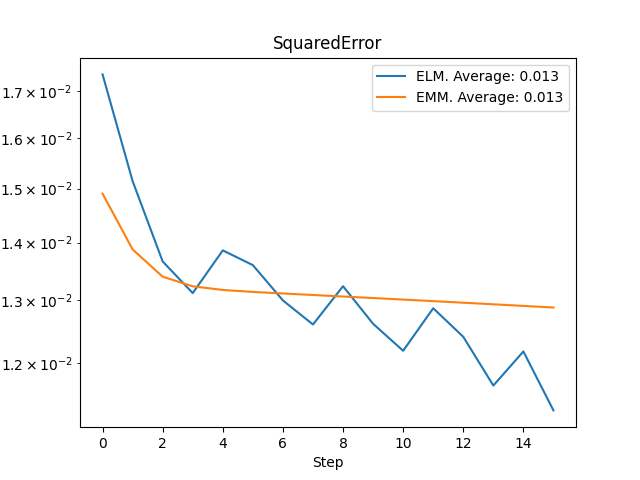 SquaredError
ELM. Average: 0.013
EMM. Average: 0.013
1.7 × 10⁻²
1.6 × 10⁻²
1.5 × 10⁻²
1.4 × 10⁻²
1.3 × 10⁻²
1.2 × 10⁻²
0 2 4 6 8 10 12 14
Step